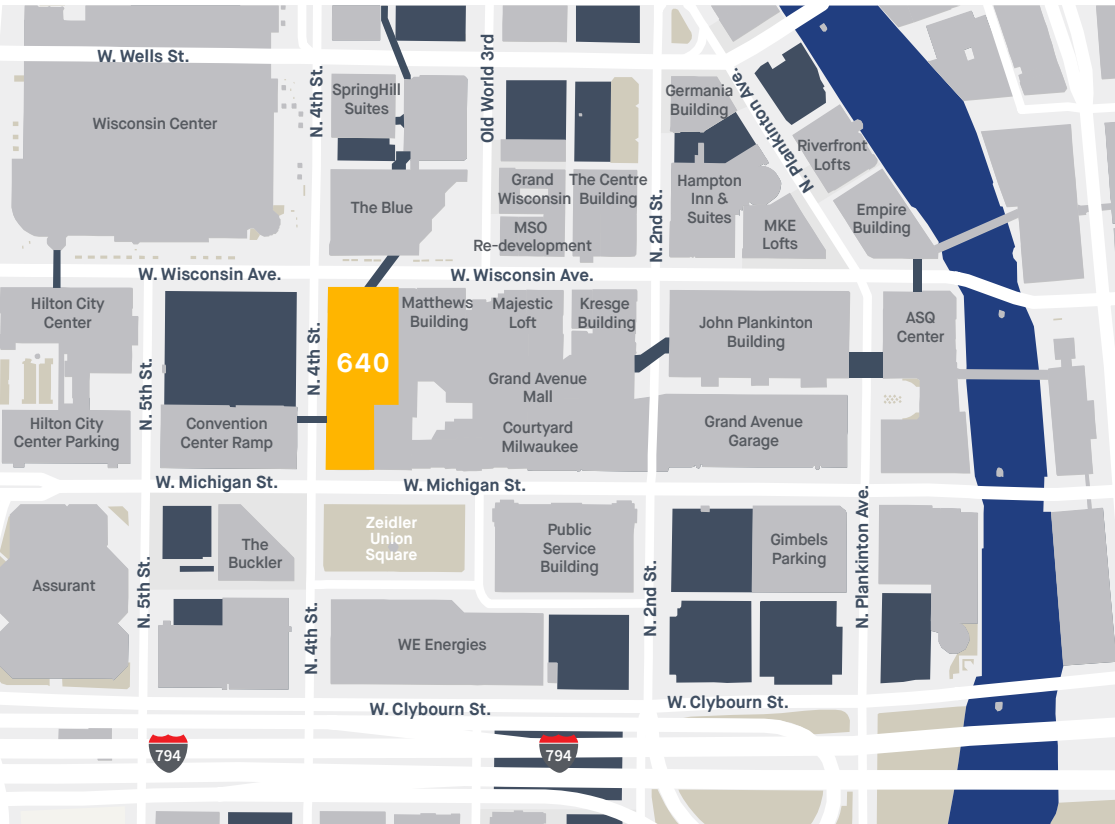 W. Wells St.
N. 4th St.
Old World 3rd
SpringHill
Suites
Germania
Building
N. Plankinton Ave.
Wisconsin Center
Riverfront
Lofts
The Blue
Grand
Wisconsin
The Centre
Building
N. 2nd St.
Hampton
Inn &
Suites
MSO
Re-development
MKE
Lofts
Empire
Building
W. Wisconsin Ave.
W. Wisconsin Ave.
Hilton City
Center
Matthews
Building
Majestic
Loft
Kresge
Building
John Plankinton
Building
ASQ
Center
N. 5th St.
N. 4th St.
640
Grand Avenue
Mall
Hilton City
Center Parking
Convention
Center Ramp
Courtyard
Milwaukee
Grand Avenue
Garage
W. Michigan St.
W. Michigan St.
Zeidler
Union
Square
Public
Service
Building
Gimbels
Parking
N. Plankinton Ave.
The
Buckler
Assurant
N. 5th St.
N. 4th St.
N. 2nd St.
WE Energies
W. Clybourn St.
W. Clybourn St.
794
794